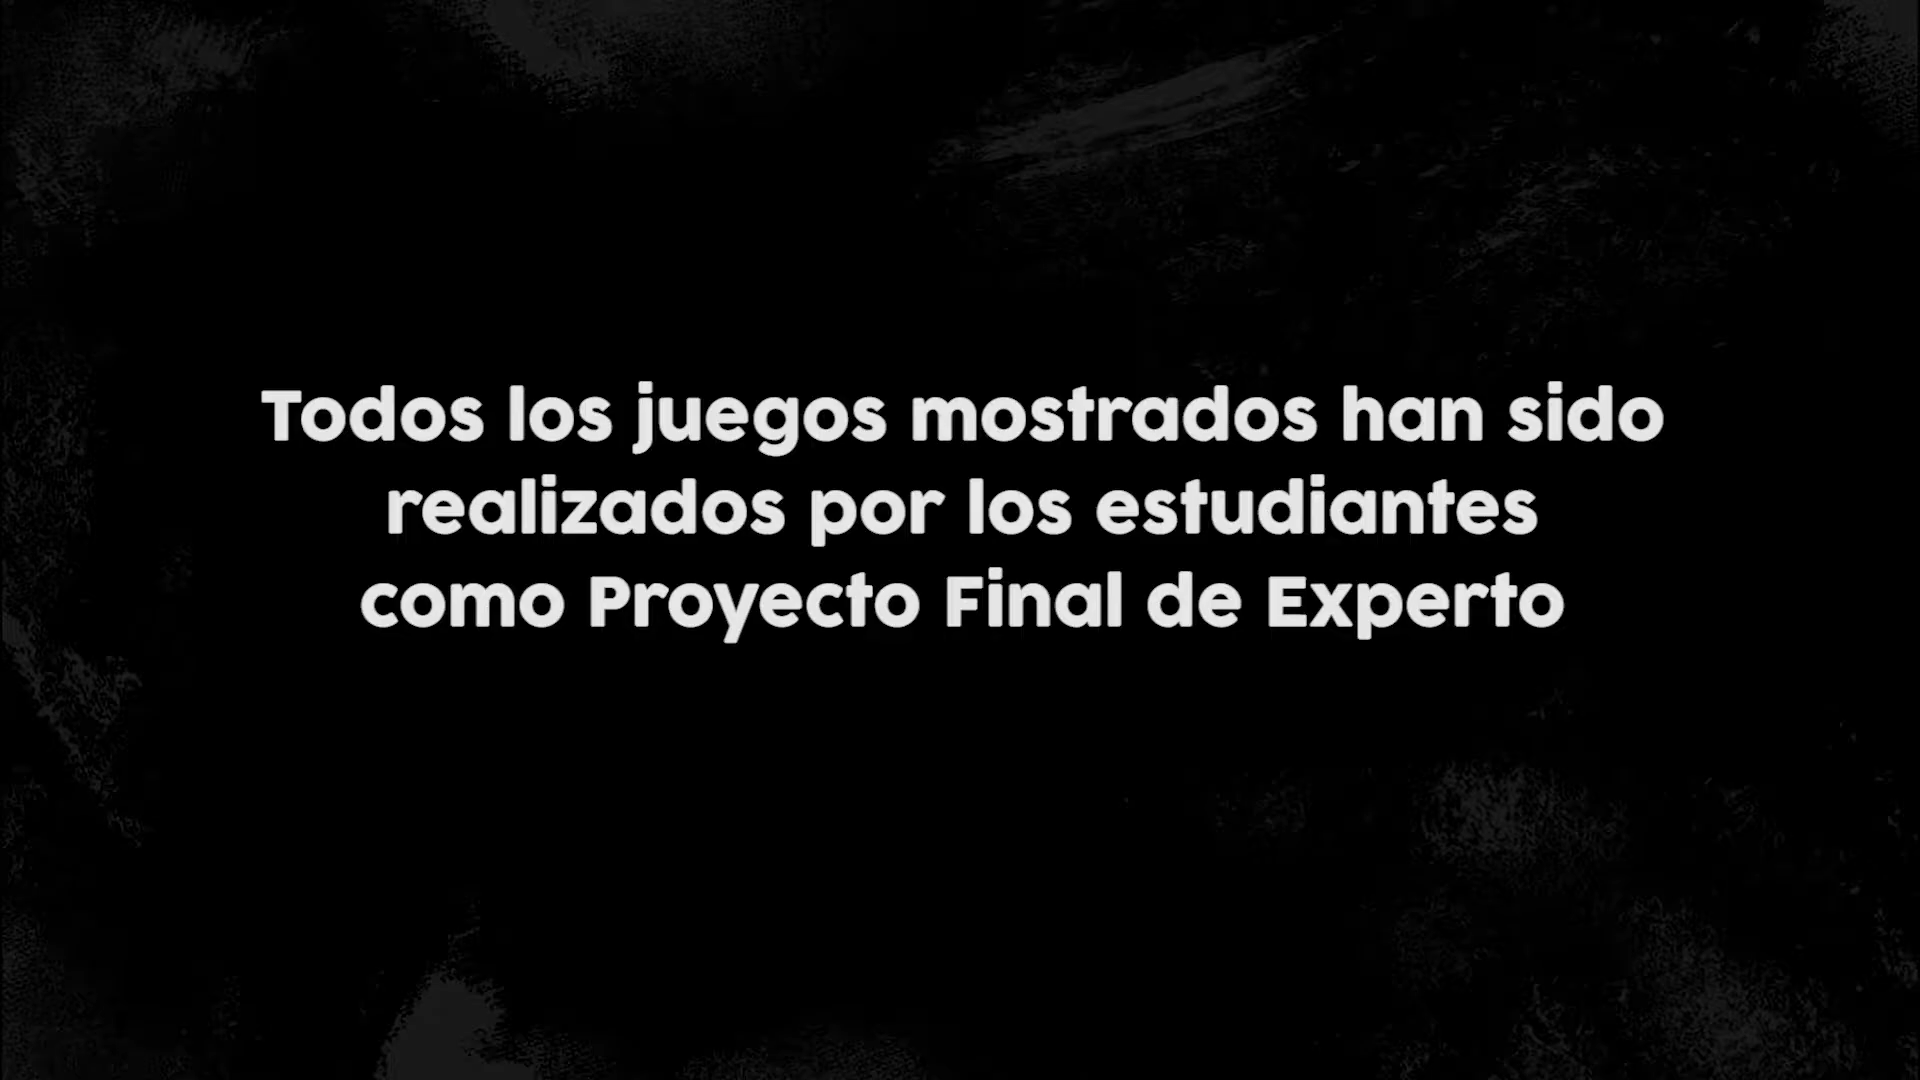 Todos los juegos mostrados han sido
realizados por los estudiantes
como Proyecto Final de Experto